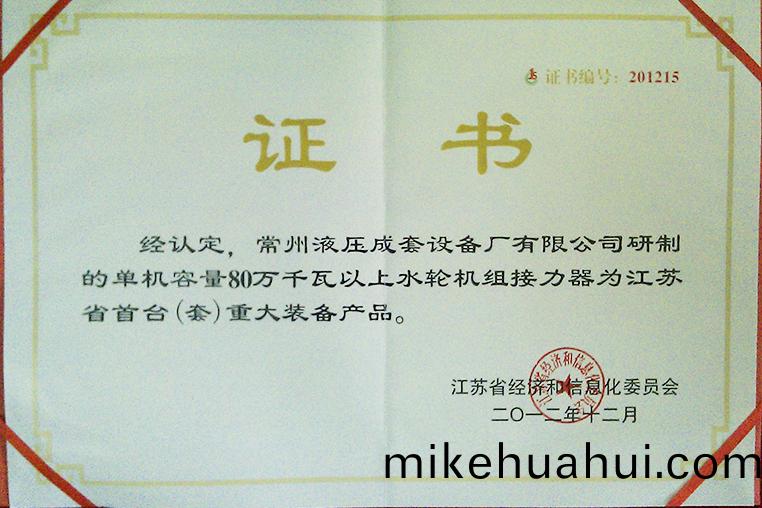 证书编号：201215
证 书
经认定，常州液压成套设备厂有限公司研制
的单机容量80万千瓦以上水轮机组接力器为江苏
省首台(套)重大装备产品。
江苏省经济和信息化委员会
二〇一二年十二月
mikehuahui.com